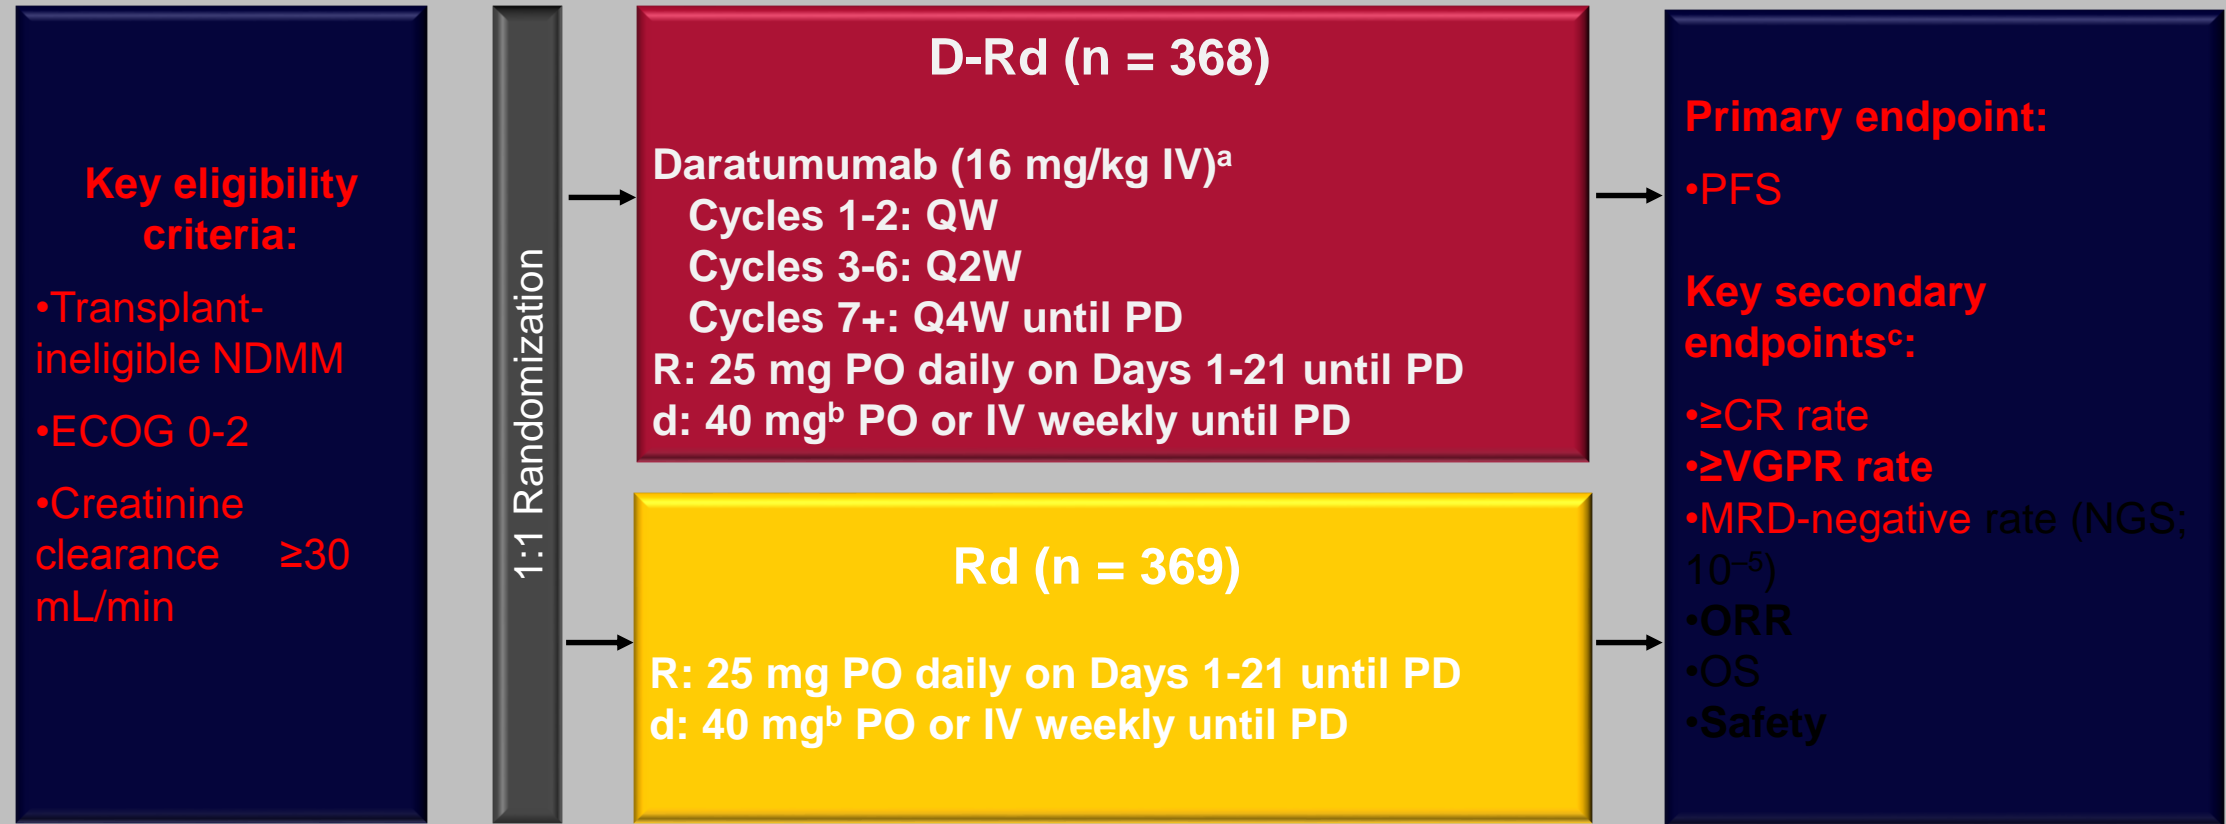 Key eligibility
criteria:
•Transplant-
ineligible NDMM
•ECOG 0-2
•Creatinine
clearance ≥30
mL/min
1:1 Randomization
D-Rd (n = 368)
Daratumumab (16 mg/kg IV)ᵃ
Cycles 1-2: QW
Cycles 3-6: Q2W
Cycles 7+: Q4W until PD
R: 25 mg PO daily on Days 1-21 until PD
d: 40 mgᵇ PO or IV weekly until PD
Rd (n = 369)
R: 25 mg PO daily on Days 1-21 until PD
d: 40 mgᵇ PO or IV weekly until PD
Primary endpoint:
•PFS
Key secondary
endpointsᶜ:
•≥CR rate
•≥VGPR rate
•MRD-negative rate (NGS;
10⁻⁵)
•ORR
•OS
•Safety